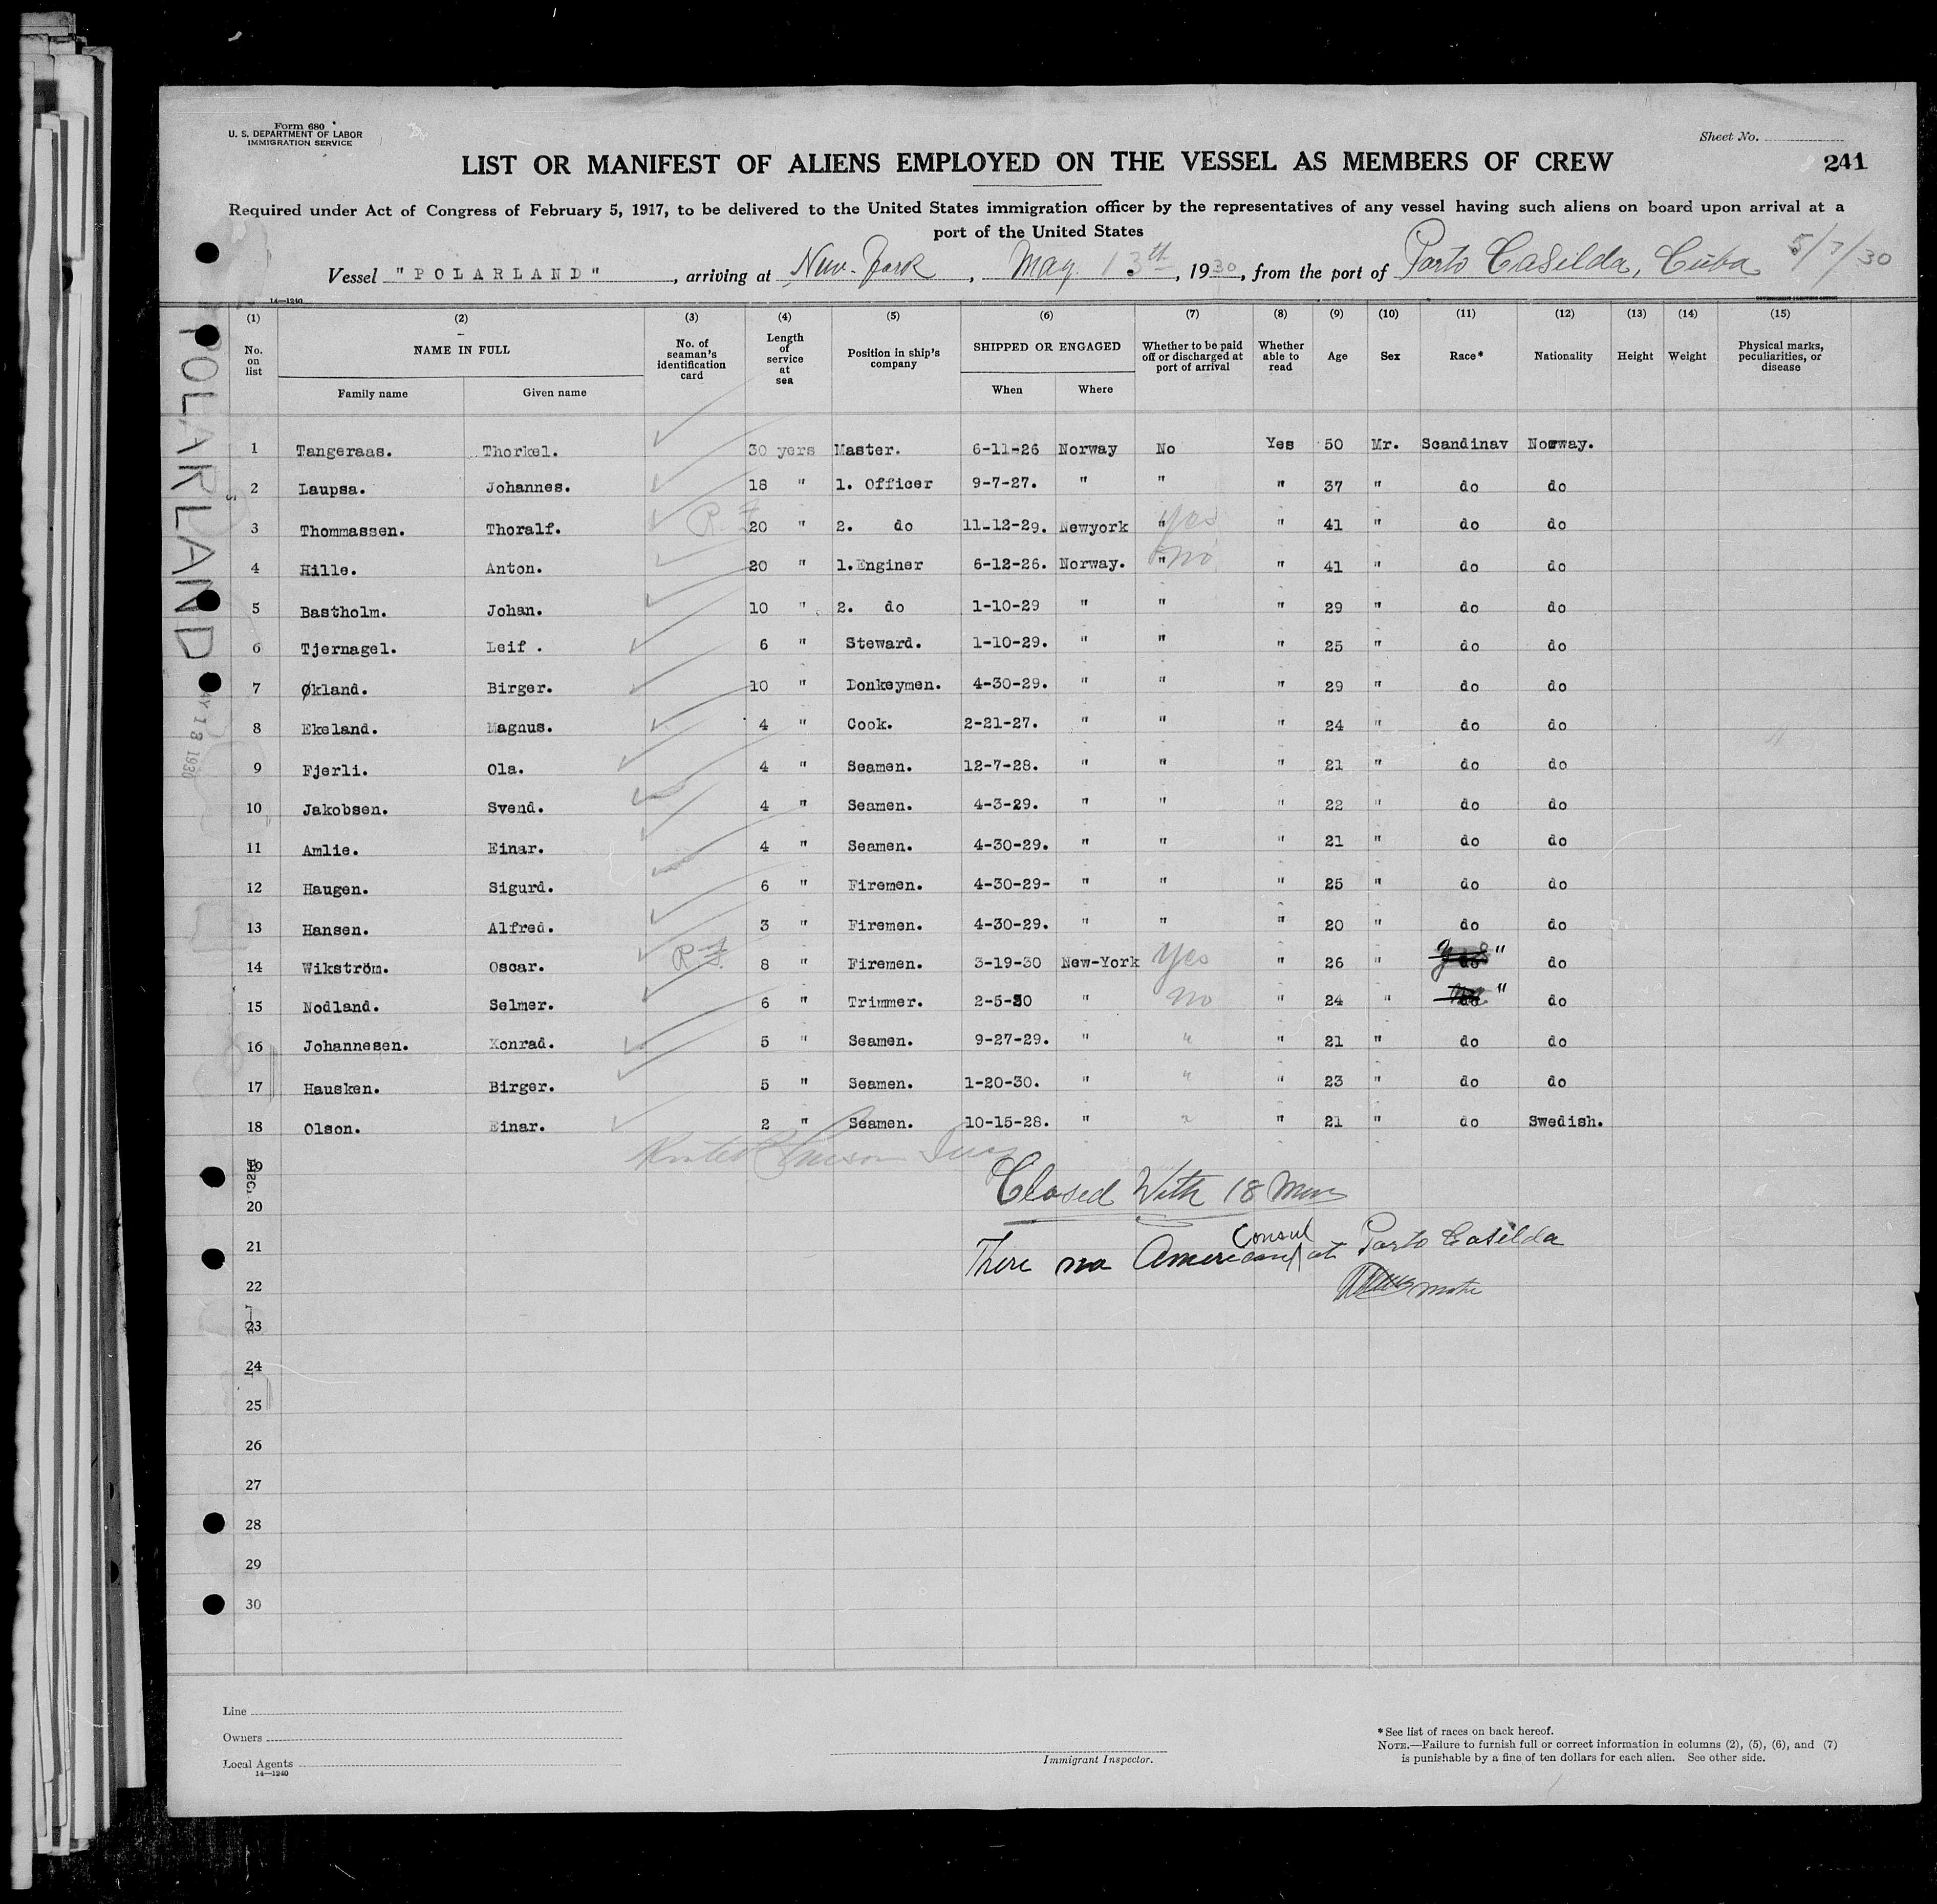 Form 680
U. S. DEPARTMENT OF LABOR
IMMIGRATION SERVICE
Sheet No.
LIST OR MANIFEST OF ALIENS EMPLOYED ON THE VESSEL AS MEMBERS OF CREW
241
Required under Act of Congress of February 5, 1917, to be delivered to the United States immigration officer by the representatives of any vessel having such aliens on board upon arrival at a
port of the United States
Vessel "POLARLAND", arriving at New-York, May 13th, 1930, from the port of Porto Casilda, Cuba 5/7/30
14—1240
POLARLAND
(1) (2) (3) (4) (5) (6) (7) (8) (9) (10) (11) (12) (13) (14) (15)
No. on list NAME IN FULL No. of seaman's identification card Length of service at sea Position in ship's company SHIPPED OR ENGAGED Whether to be paid off or discharged at port of arrival Whether able to read Age Sex Race* Nationality Height Weight Physical marks, peculiarities, or disease
Family name Given name When Where
1 Tangeraas. Thorkel. 30 yers Master. 6-11-26 Norway No Yes 50 Mr. Scandinav Norway.
2 Laupsa. Johannes. 18 " 1. Officer 9-7-27. " " " 37 " do do
3 Thommassen. Thoralf. 20 " 2. do 11-12-29. Newyork " Yes " 41 " do do
4 Hille. Anton. 20 " 1.Enginer 6-12-26. Norway. " No " 41 " do do
5 Bastholm. Johan. 10 " 2. do 1-10-29 " " " 29 " do do
6 Tjernagel. Leif . 6 " Steward. 1-10-29. " " " 25 " do do
7 Økland. Birger. 10 " Donkeymen. 4-30-29. " " " 29 " do do
8 Ekeland. Magnus. 4 " Cook. 2-21-27. " " " 24 " do do
9 Fjerli. Ola. 4 " Seamen. 12-7-28. " " " 21 " do do
10 Jakobsen. Svend. 4 " Seamen. 4-3-29. " " " 22 " do do
11 Amlie. Einar. 4 " Seamen. 4-30-29. " " " 21 " do do
12 Haugen. Sigurd. 6 " Firemen. 4-30-29- " " " 25 " do do
13 Hansen. Alfred. 3 " Firemen. 4-30-29. " " " 20 " do do
14 Wikström. Oscar. 8 " Firemen. 3-19-30 New-York Yes " 26 " " do
15 Nodland. Selmer. 6 " Trimmer. 2-5-30 " No " 24 " " do
16 Johannesen. Konrad. 5 " Seamen. 9-27-29. " " " 21 " do do
17 Hausken. Birger. 5 " Seamen. 1-20-30. " " " 23 " do do
18 Olson. Einar. 2 " Seamen. 10-15-28. " " " 21 " do Swedish.
19
Closed With 18 Men
20
21 There no American Consul at Porto Casilda
22
23
24
25
26
27
28
29
30
Line
Owners
Local Agents
14—1240
Immigrant Inspector.
* See list of races on back hereof.
NOTE.—Failure to furnish full or correct information in columns (2), (5), (6), and (7)
is punishable by a fine of ten dollars for each alien. See other side.